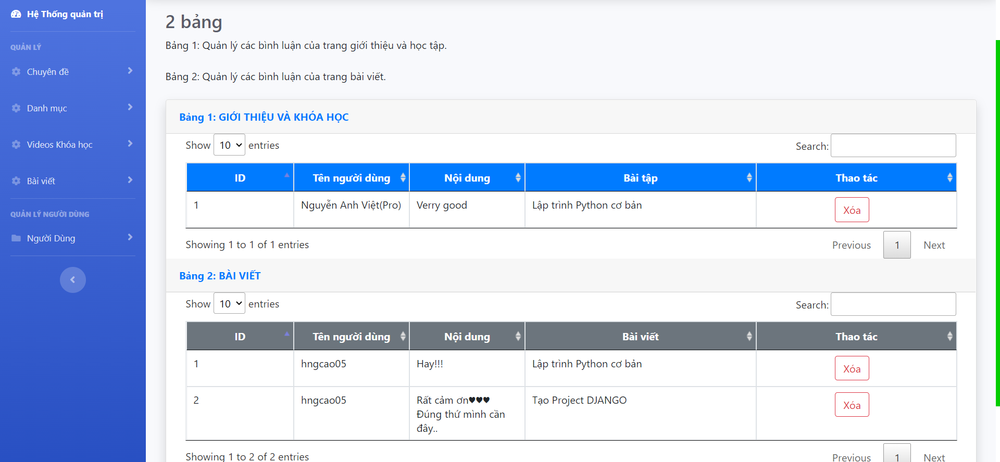 Hệ Thống quản trị
QUẢN LÝ
Chuyên đề
Danh mục
Videos Khóa học
Bài viết
QUẢN LÝ NGƯỜI DÙNG
Người Dùng
2 bảng
Bảng 1: Quản lý các bình luận của trang giới thiệu và học tập.
Bảng 2: Quản lý các bình luận của trang bài viết.
Bảng 1: GIỚI THIỆU VÀ KHÓA HỌC
Show 10 entries Search:
ID Tên người dùng Nội dung Bài tập Thao tác
1 Nguyễn Anh Việt(Pro) Verry good Lập trình Python cơ bản Xóa
Showing 1 to 1 of 1 entries Previous 1 Next
Bảng 2: BÀI VIẾT
Show 10 entries Search:
ID Tên người dùng Nội dung Bài viết Thao tác
1 hngcao05 Hay!!! Lập trình Python cơ bản Xóa
2 hngcao05 Rất cảm ơn♥♥♥ Tạo Project DJANGO Xóa
Đúng thứ mình cần
đây..
Showing 1 to 2 of 2 entries Previous 1 Next